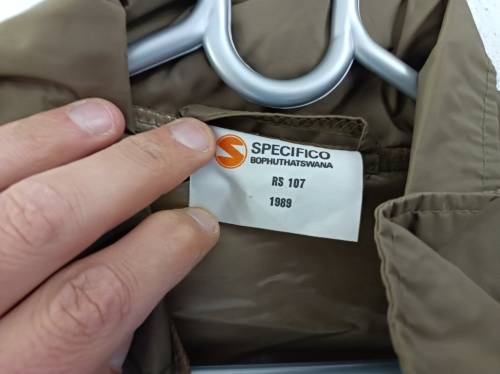 SPECIFICO
BOPHUTHATSWANA
RS 107
1989